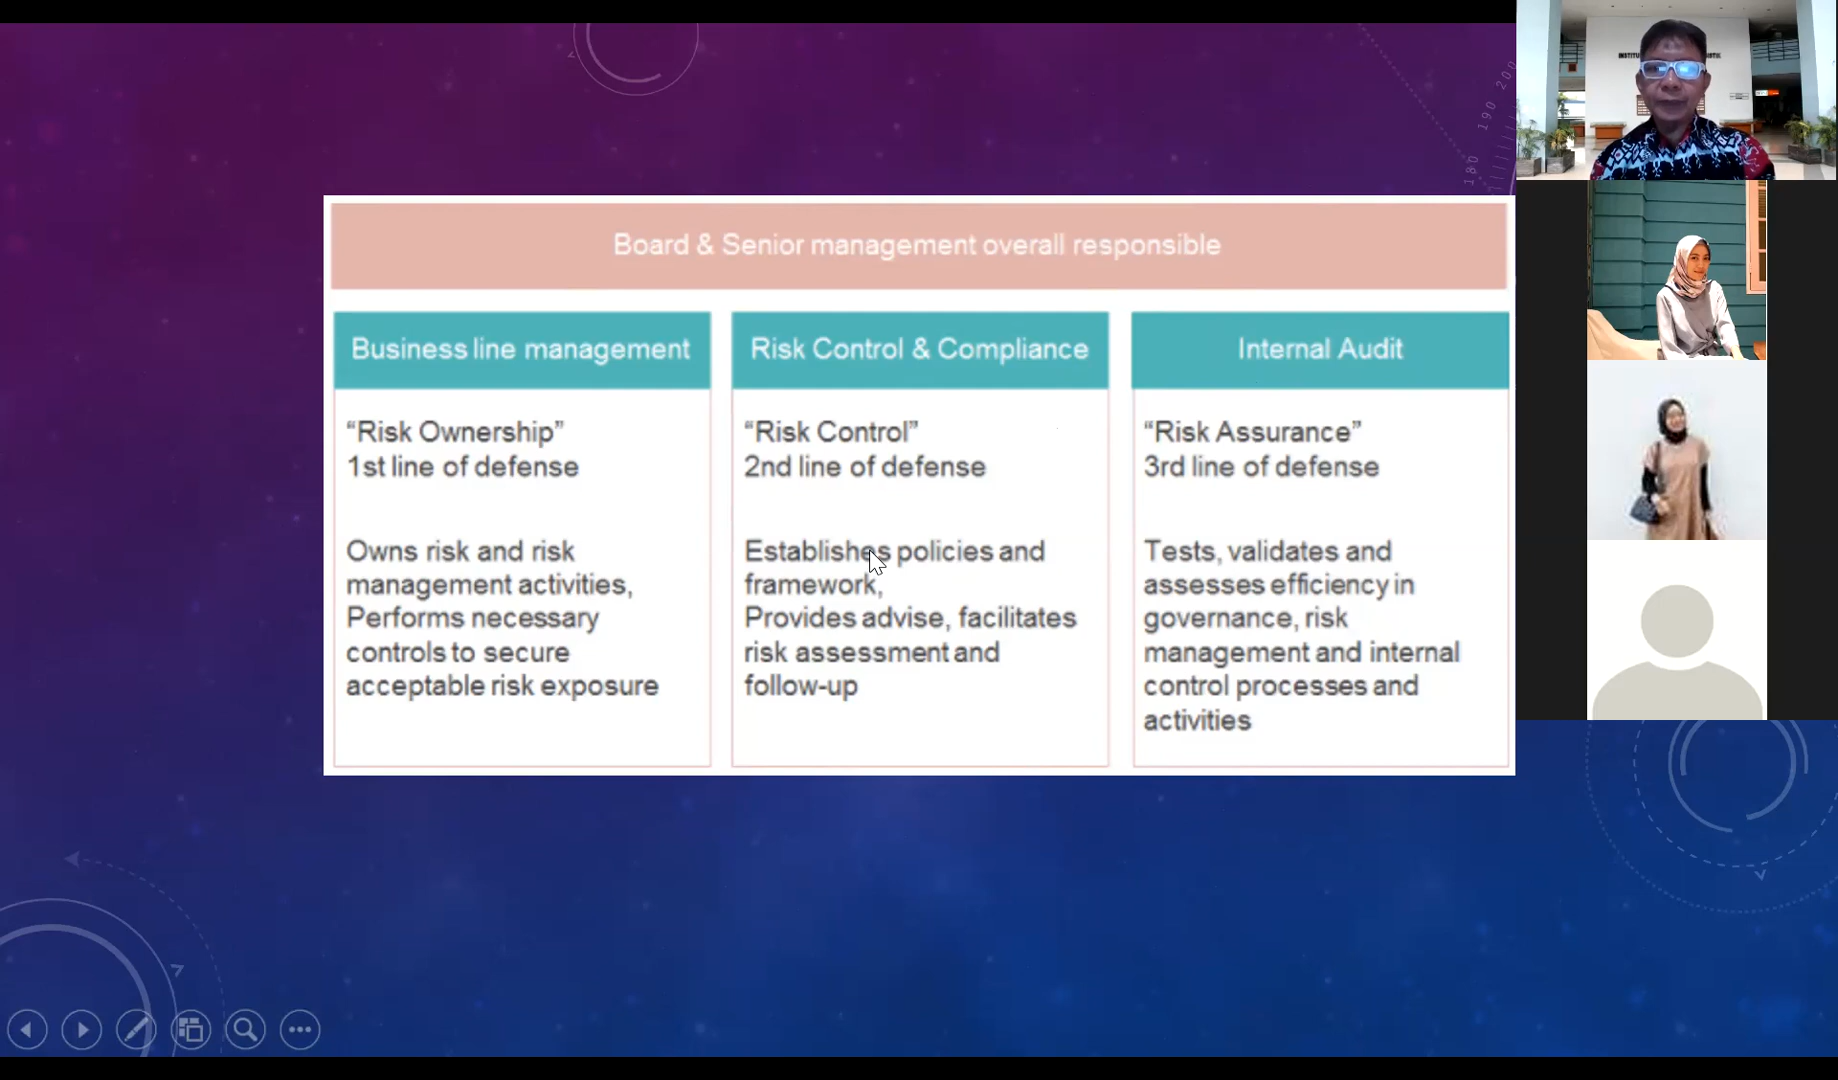 Board & Senior management overall responsible
Business line management
"Risk Ownership"
1st line of defense
Owns risk and risk
management activities,
Performs necessary
controls to secure
acceptable risk exposure
Risk Control & Compliance
"Risk Control"
2nd line of defense
Establishes policies and
framework,
Provides advise, facilitates
risk assessment and
follow-up
Internal Audit
"Risk Assurance"
3rd line of defense
Tests, validates and
assesses efficiency in
governance, risk
management and internal
control processes and
activities
180 190 200